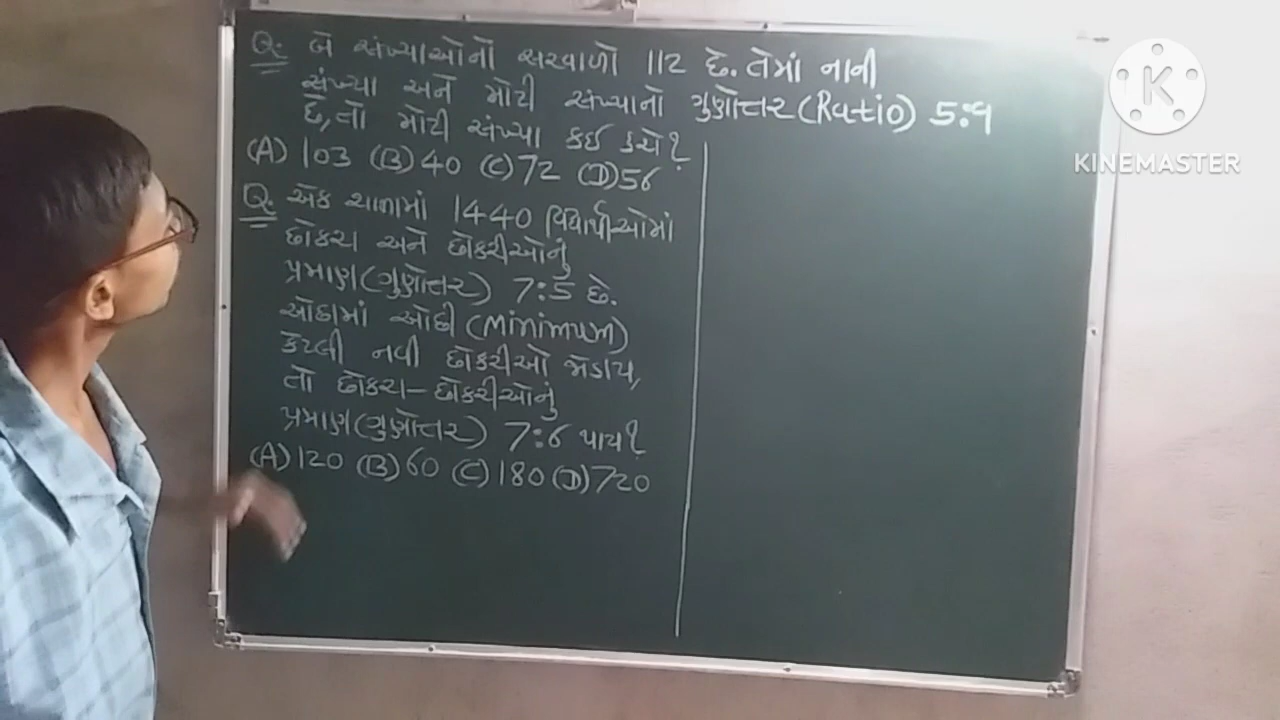 Q. બે સંખ્યાઓનો સરવાળો 112 છે. તેમાં નાની
સંખ્યા અને મોટી સંખ્યાનો ગુણોત્તર (Ratio) 5:9
છે, તો મોટી સંખ્યા કઈ હશે?
(A) 103 (B) 40 (C) 72 (D) 56
Q. એક શાળામાં 1440 વિદ્યાર્થીઓમાં
છોકરા અને છોકરીઓનું
પ્રમાણ (ગુણોત્તર) 7:5 છે.
ઓછામાં ઓછી (Minimum)
કેટલી નવી છોકરીઓ જોડાય,
તો છોકરા-છોકરીઓનું
પ્રમાણ (ગુણોત્તર) 7:6 થાય?
(A) 120 (B) 60 (C) 180 (D) 720
K
KINEMASTER